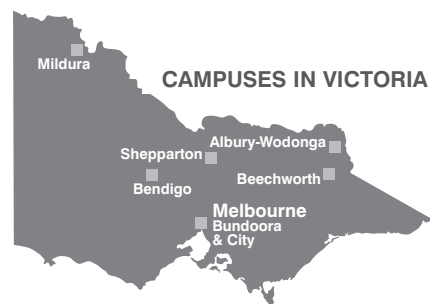 Mildura
CAMPUSES IN VICTORIA
Albury-Wodonga
Shepparton
Beechworth
Bendigo
Melbourne
Bundoora
& City